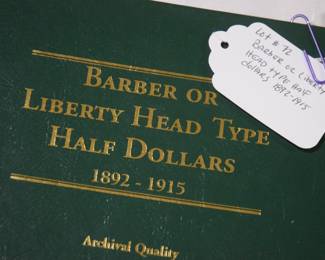 BARBER OR
LIBERTY HEAD TYPE
HALF DOLLARS
1892 - 1915
Archival Quality
Lot # 92
BARBER OR LIBERTY
HEAD TYPE HALF
dollars 1892-1915